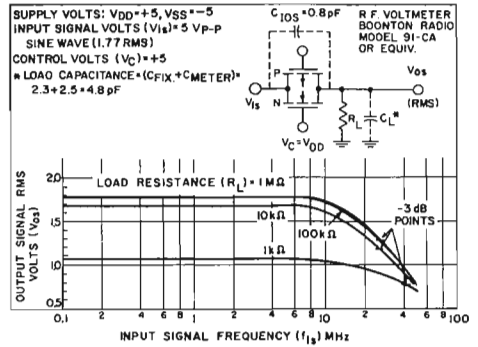 SUPPLY VOLTS: VDD=+5, VSS=-5
INPUT SIGNAL VOLTS (Vis)=5 VP-P
SINE WAVE (1.77 RMS)
CONTROL VOLTS (VC)=+5
* LOAD CAPACITANCE=(CFIX.+CMETER)=
2.3+2.5=4.8pF
CIOS=0.8pF
R F. VOLTMETER
BOONTON RADIO
MODEL 91-CA
OR EQUIV.
P
N
Vis
Vos
(RMS)
RL
CL*
VC=VDD
OUTPUT SIGNAL RMS
VOLTS (Vos)
2.0
1.5
1.0
0.5
LOAD RESISTANCE (RL)=1MΩ
10kΩ
100kΩ
1kΩ
-3dB
POINTS
0.1 2 4 6 8 1 2 4 6 8 10 2 4 6 8 100
INPUT SIGNAL FREQUENCY (fis) MHz